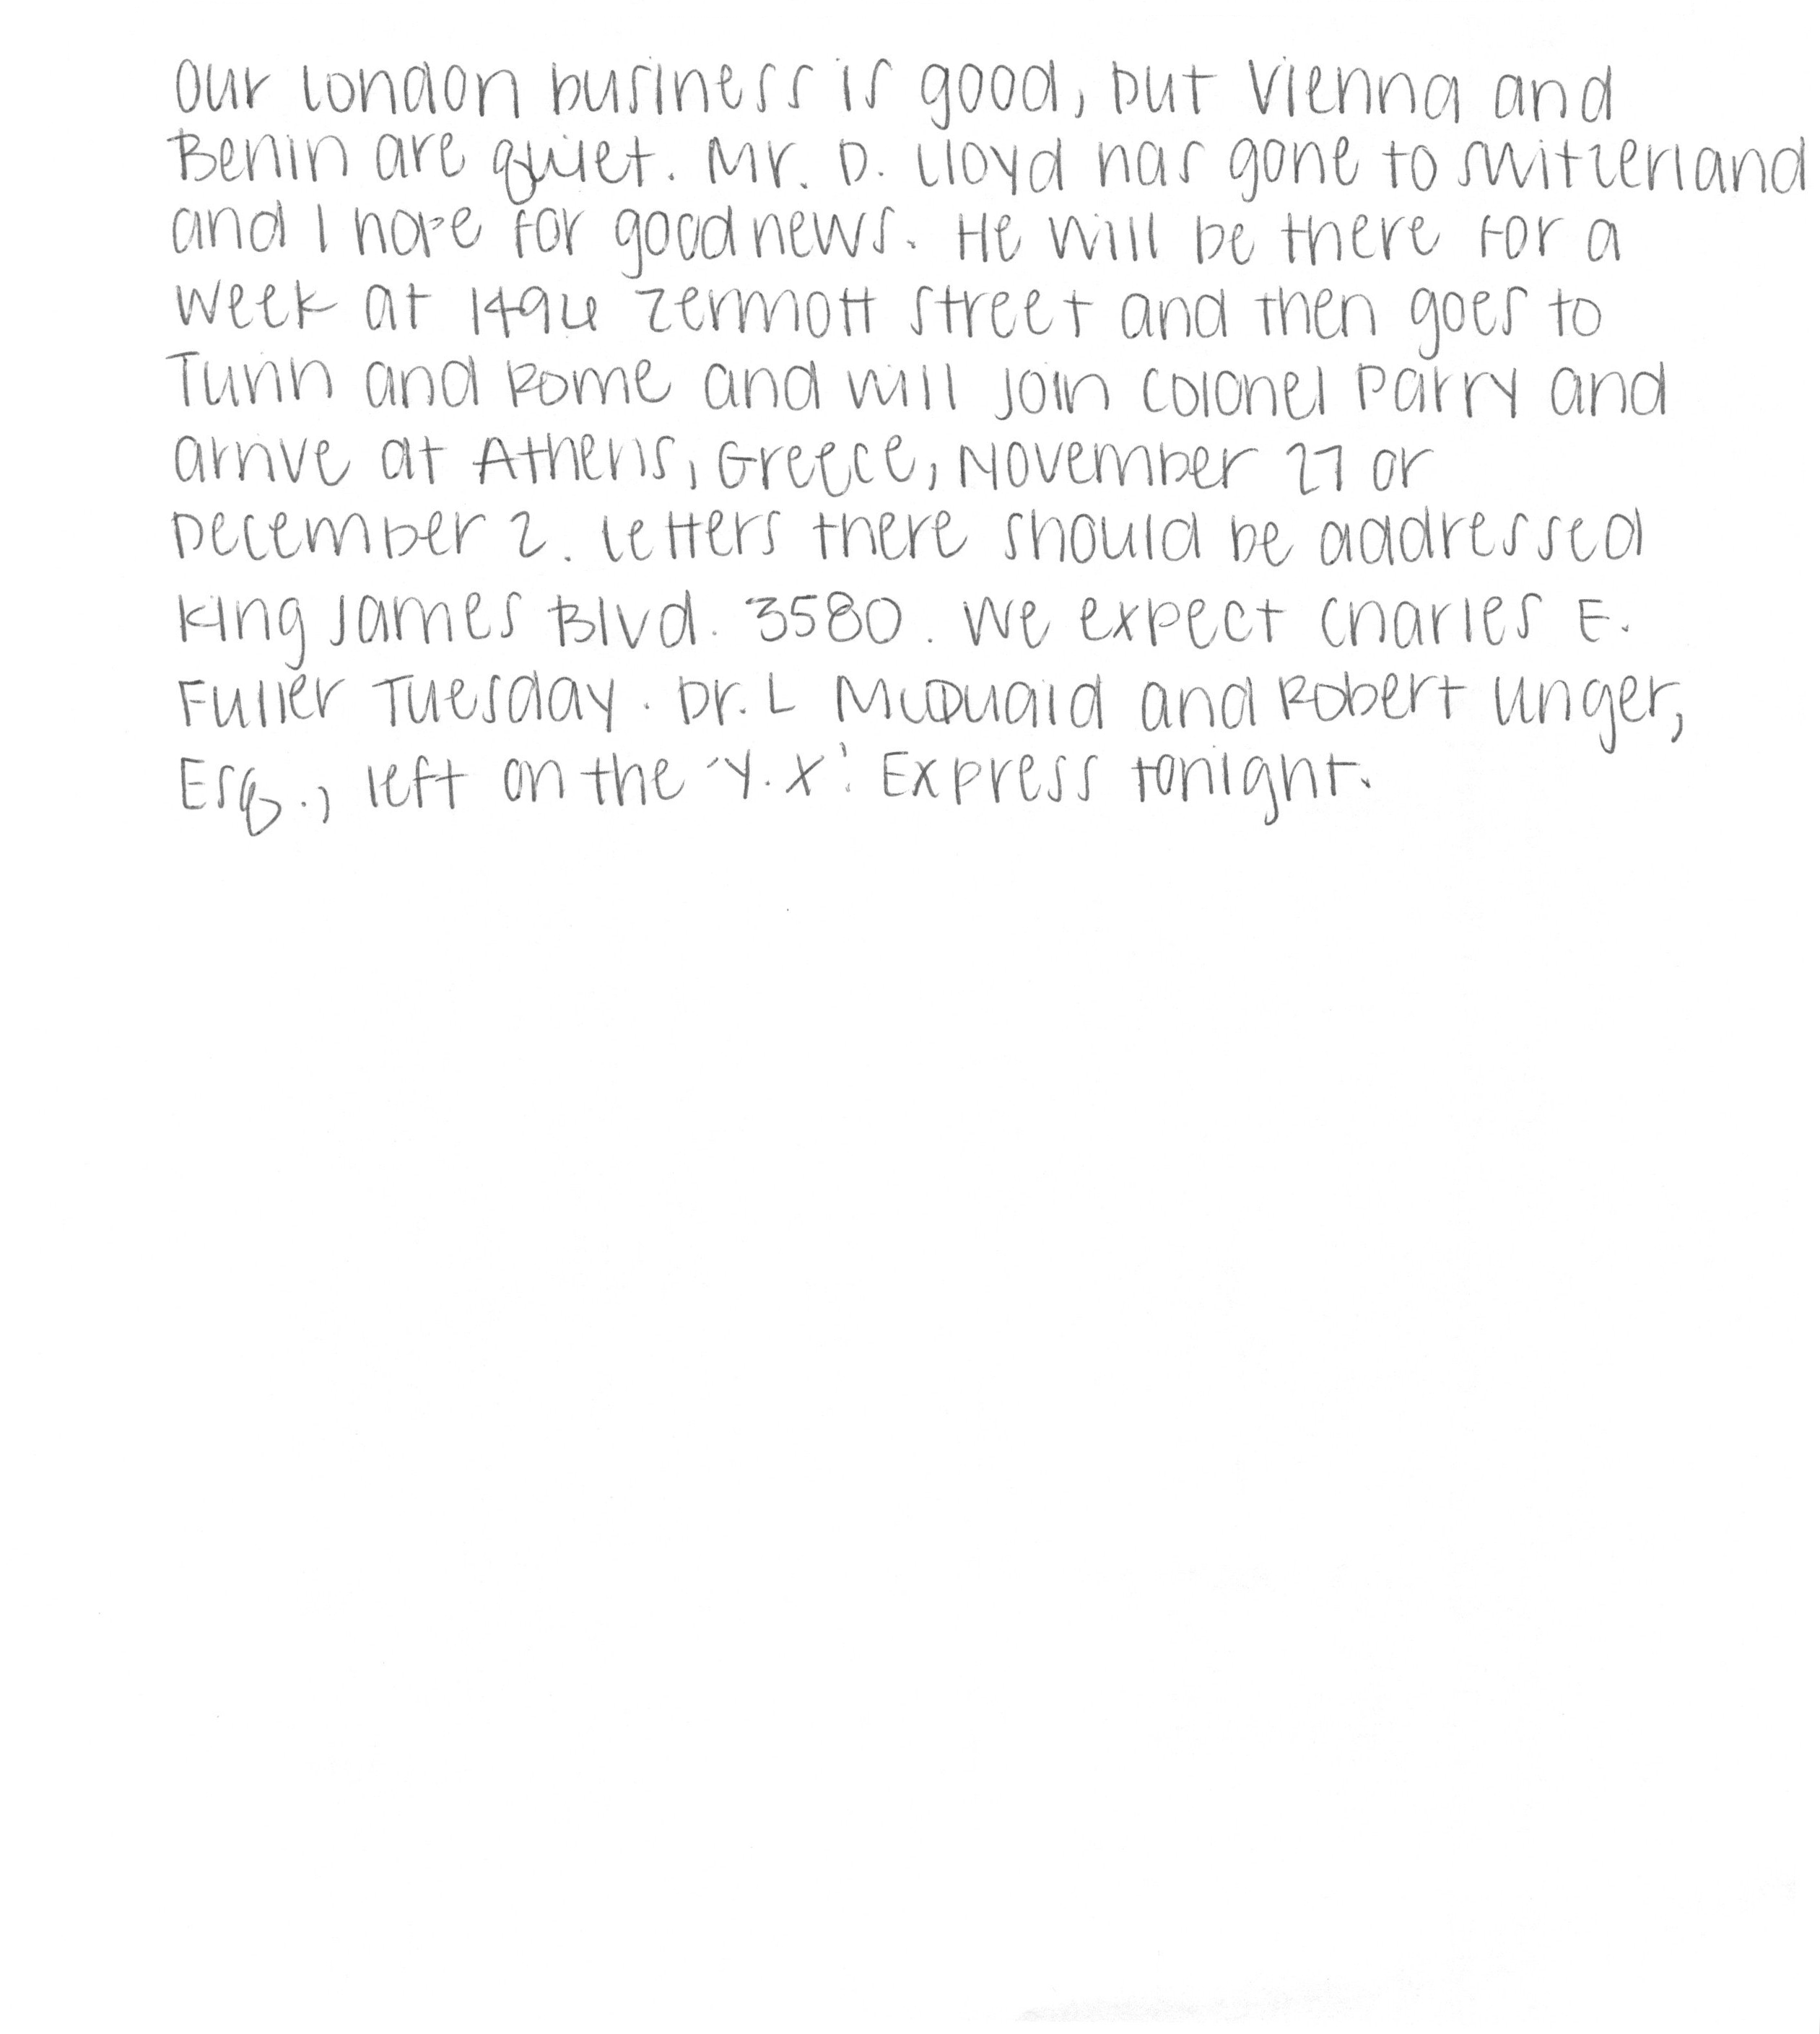 Our London business is good, but Vienna and
Benin are quiet. Mr. D. Lloyd has gone to Switzerland
and I hope for good news. He will be there for a
week at 1494 Zermott Street and then goes to
Turin and Rome and will join Colonel Parry and
arrive at Athens, Greece, November 27 or
December 2. Letters there should be addressed
King James Blvd. 3580. We expect Charles E.
Fuller Tuesday. Dr. L McQuaid and Robert Unger,
Esq., left on the 'Y.X'. Express tonight.